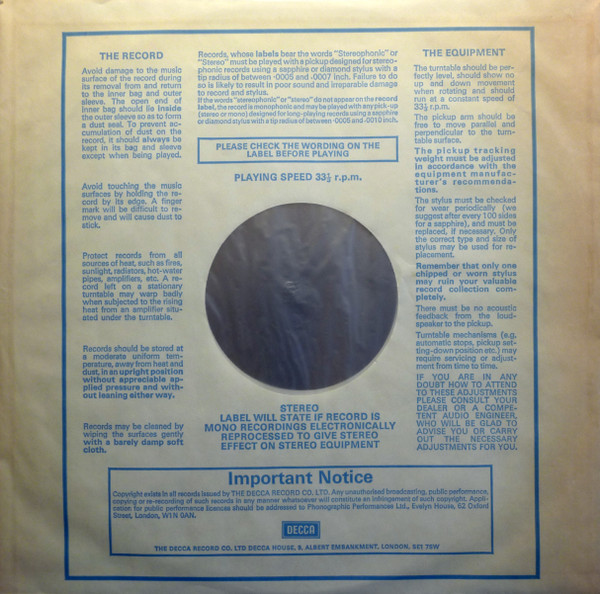 THE RECORD
Avoid damage to the music
surface of the record during
its removal from and return
to the inner bag and outer
sleeve. The open end of
inner bag should lie inside
the outer sleeve so as to form
a dust seal. To prevent ac-
cumulation of dust on the
record, it should always be
kept in its bag and sleeve
except when being played.
Avoid touching the music
surfaces by holding the re-
cord by its edge. A finger
mark will be difficult to re-
move and will cause dust to
stick.
Protect records from all
sources of heat, such as fires,
sunlight, radiators, hot-water
pipes, amplifiers, etc. A re-
cord left on a stationary
turntable may warp badly
when subjected to the rising
heat from an amplifier situ-
ated under the turntable.
Records should be stored at
a moderate uniform tem-
perature, away from heat and
dust, in an upright position
without appreciable ap-
plied pressure and with-
out leaning either way.
Records may be cleaned by
wiping the surfaces gently
with a barely damp soft
cloth.
Records, whose labels bear the words "Stereophonic" or
"Stereo" must be played with a pickup designed for stereo-
phonic records using a sapphire or diamond stylus with a
tip radius of between ·0005 and ·0007 inch. Failure to do
so is likely to result in poor sound and irreparable damage
to record and stylus.
If the words "stereophonic" or "stereo" do not appear on the record
label, the record is monophonic and may be played with any pick-up
(stereo or mono) designed for long-playing records using a sapphire
or diamond stylus with a tip radius of between ·0005 and ·0010 inch.
PLEASE CHECK THE WORDING ON THE
LABEL BEFORE PLAYING
PLAYING SPEED 33⅓ r.p.m.
STEREO
LABEL WILL STATE IF RECORD IS
MONO RECORDINGS ELECTRONICALLY
REPROCESSED TO GIVE STEREO
EFFECT ON STEREO EQUIPMENT
THE EQUIPMENT
The turntable should be per-
fectly level, should show no
up and down movement
when rotating and should
run at a constant speed of
33⅓ r.p.m.
The pickup arm should be
free to move parallel and
perpendicular to the turn-
table surface.
The pickup tracking
weight must be adjusted
in accordance with the
equipment manufac-
turer's recommenda-
tions.
The stylus must be checked
for wear periodically (we
suggest after every 100 sides
for a sapphire), and must be
replaced, if necessary. Only
the correct type and size of
stylus may be used for re-
placement.
Remember that only one
chipped or worn stylus
may ruin your valuable
record collection com-
pletely.
There must be no acoustic
feedback from the loud-
speaker to the pickup.
Turntable mechanisms (e.g.
automatic stops, pickup set-
ting-down position etc.) may
require servicing or adjust-
ment from time to time.
IF YOU ARE IN ANY
DOUBT HOW TO ATTEND
TO THESE ADJUSTMENTS
PLEASE CONSULT YOUR
DEALER OR A COMPE-
TENT AUDIO ENGINEER,
WHO WILL BE GLAD TO
ADVISE YOU OR CARRY
OUT THE NECESSARY
ADJUSTMENTS FOR YOU.
Important Notice
Copyright exists in all records issued by THE DECCA RECORD CO. LTD. Any unauthorised broadcasting, public performance,
copying or re-recording of such records in any manner whatsoever will constitute an infringement of such copyright. Appli-
cation for public performance licences should be addressed to Phonographic Performances Ltd., Evelyn House, 62 Oxford
Street, London, W1N 0AN.
DECCA
THE DECCA RECORD CO. LTD DECCA HOUSE, 9, ALBERT EMBANKMENT, LONDON, SE1 7SW